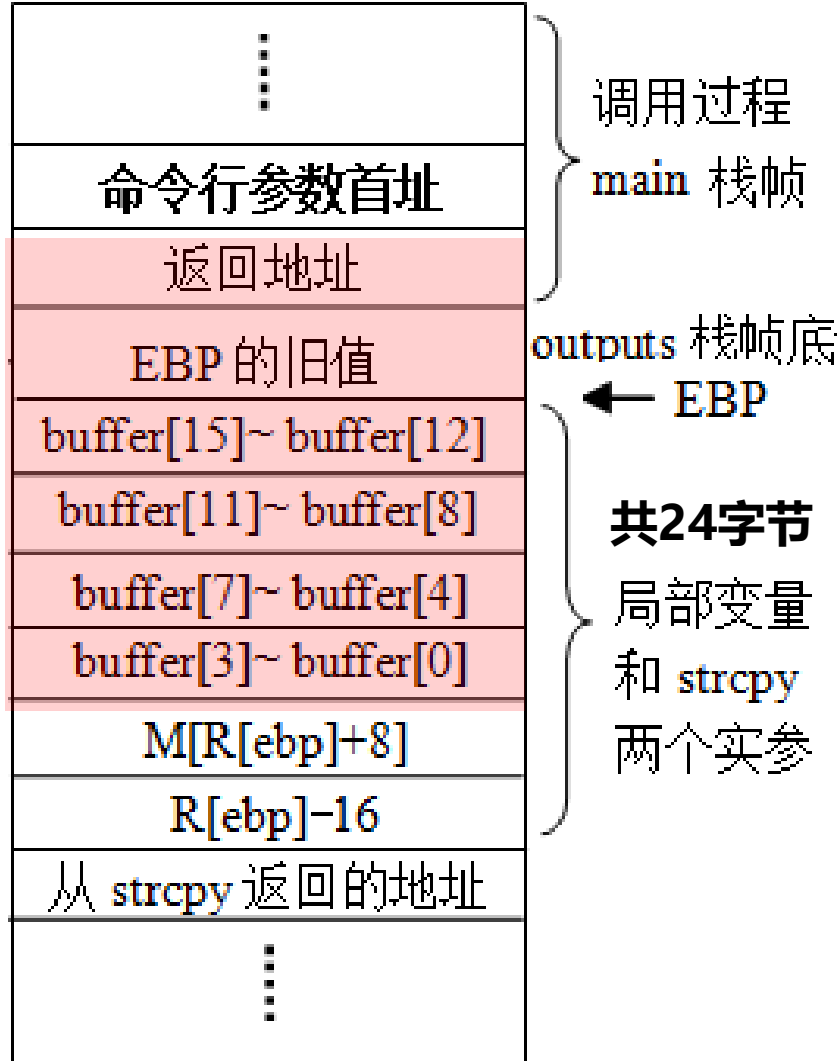 调用过程
main 栈帧
命令行参数首址
返回地址
EBP 的旧值
outputs 栈帧底
EBP
buffer[15]~ buffer[12]
buffer[11]~ buffer[8]
buffer[7]~ buffer[4]
buffer[3]~ buffer[0]
M[R[ebp]+8]
R[ebp]−16
共24字节
局部变量
和 strcpy
两个实参
从 strcpy 返回的地址